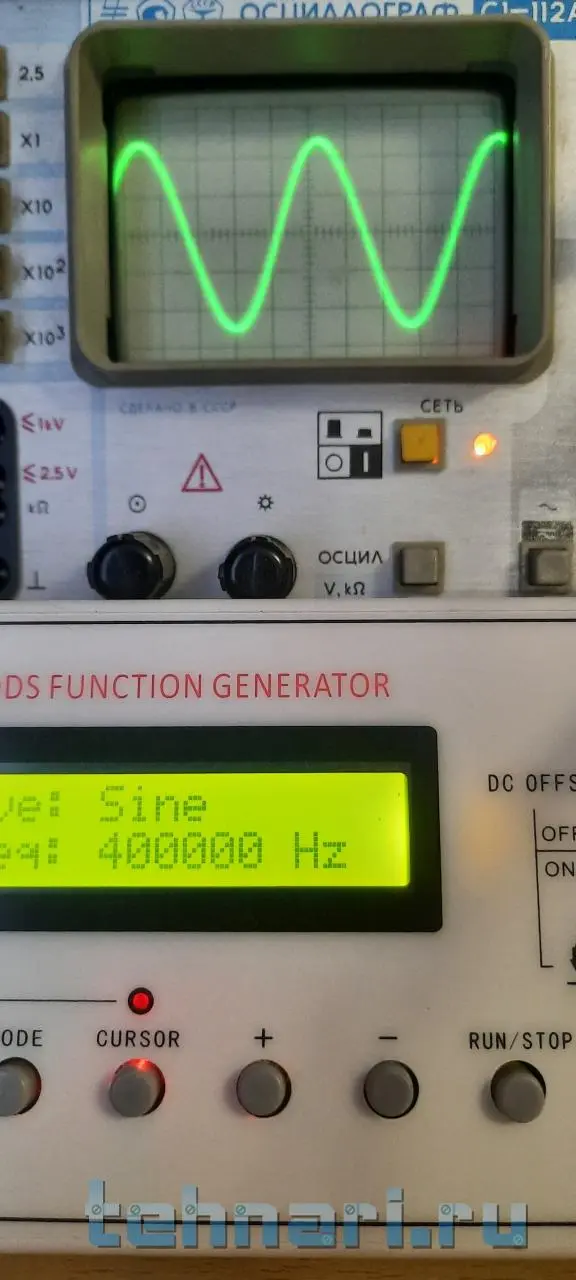 ОСЦИЛЛОГРАФ С1-112А
2.5
X1
X10
X10²
X10³
СДЕЛАНО В СССР
СЕТЬ
≤1kV
≤2.5V
kΩ
⊥
O I
ОСЦИЛ
V, kΩ
~
DDS FUNCTION GENERATOR
ve: Sine
eq: 400000 Hz
DC OFFS
OFF
ON
ODE CURSOR + − RUN/STOP
tehnari.ru